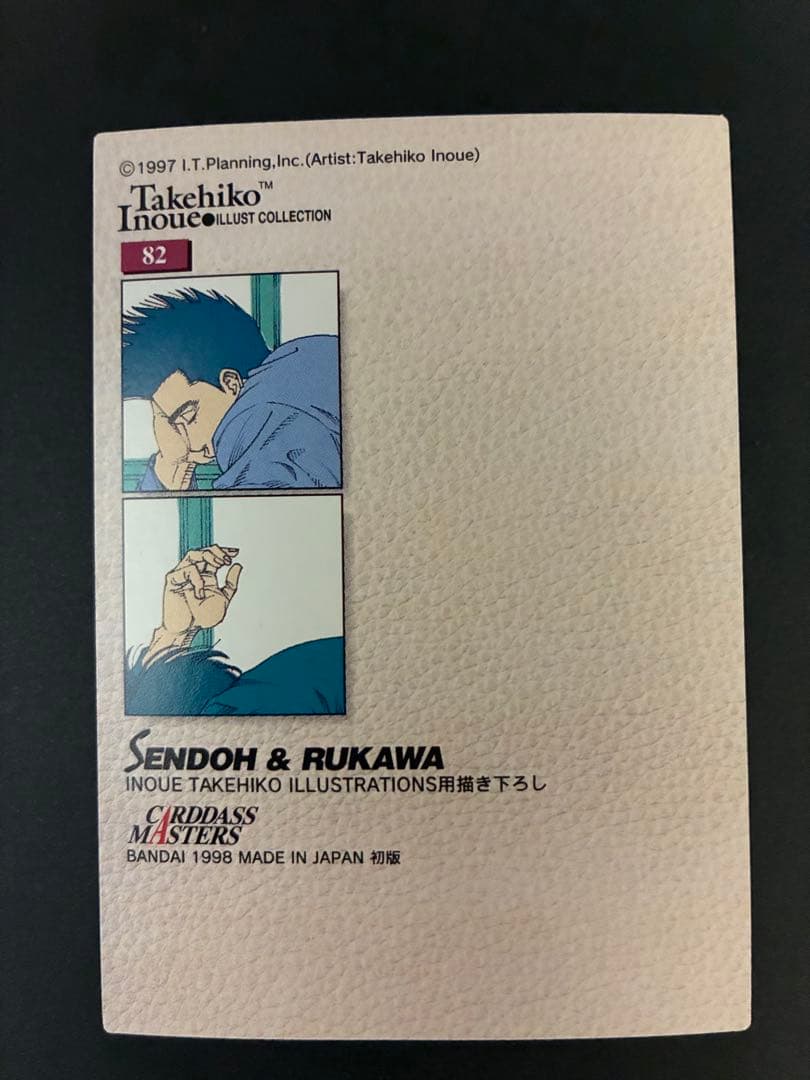 ©1997 I.T.Planning,Inc.(Artist:Takehiko Inoue)
Takehiko™
Inoue●ILLUST COLLECTION
82
SENDOH & RUKAWA
INOUE TAKEHIKO ILLUSTRATIONS用描き下ろし
CARDDASS
MASTERS
BANDAI 1998 MADE IN JAPAN 初版